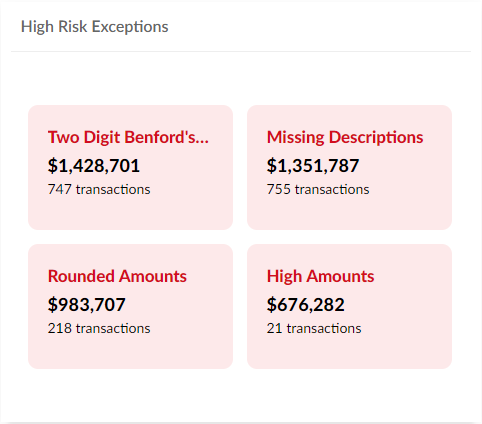 High Risk Exceptions
Two Digit Benford's...
$1,428,701
747 transactions
Missing Descriptions
$1,351,787
755 transactions
Rounded Amounts
$983,707
218 transactions
High Amounts
$676,282
21 transactions